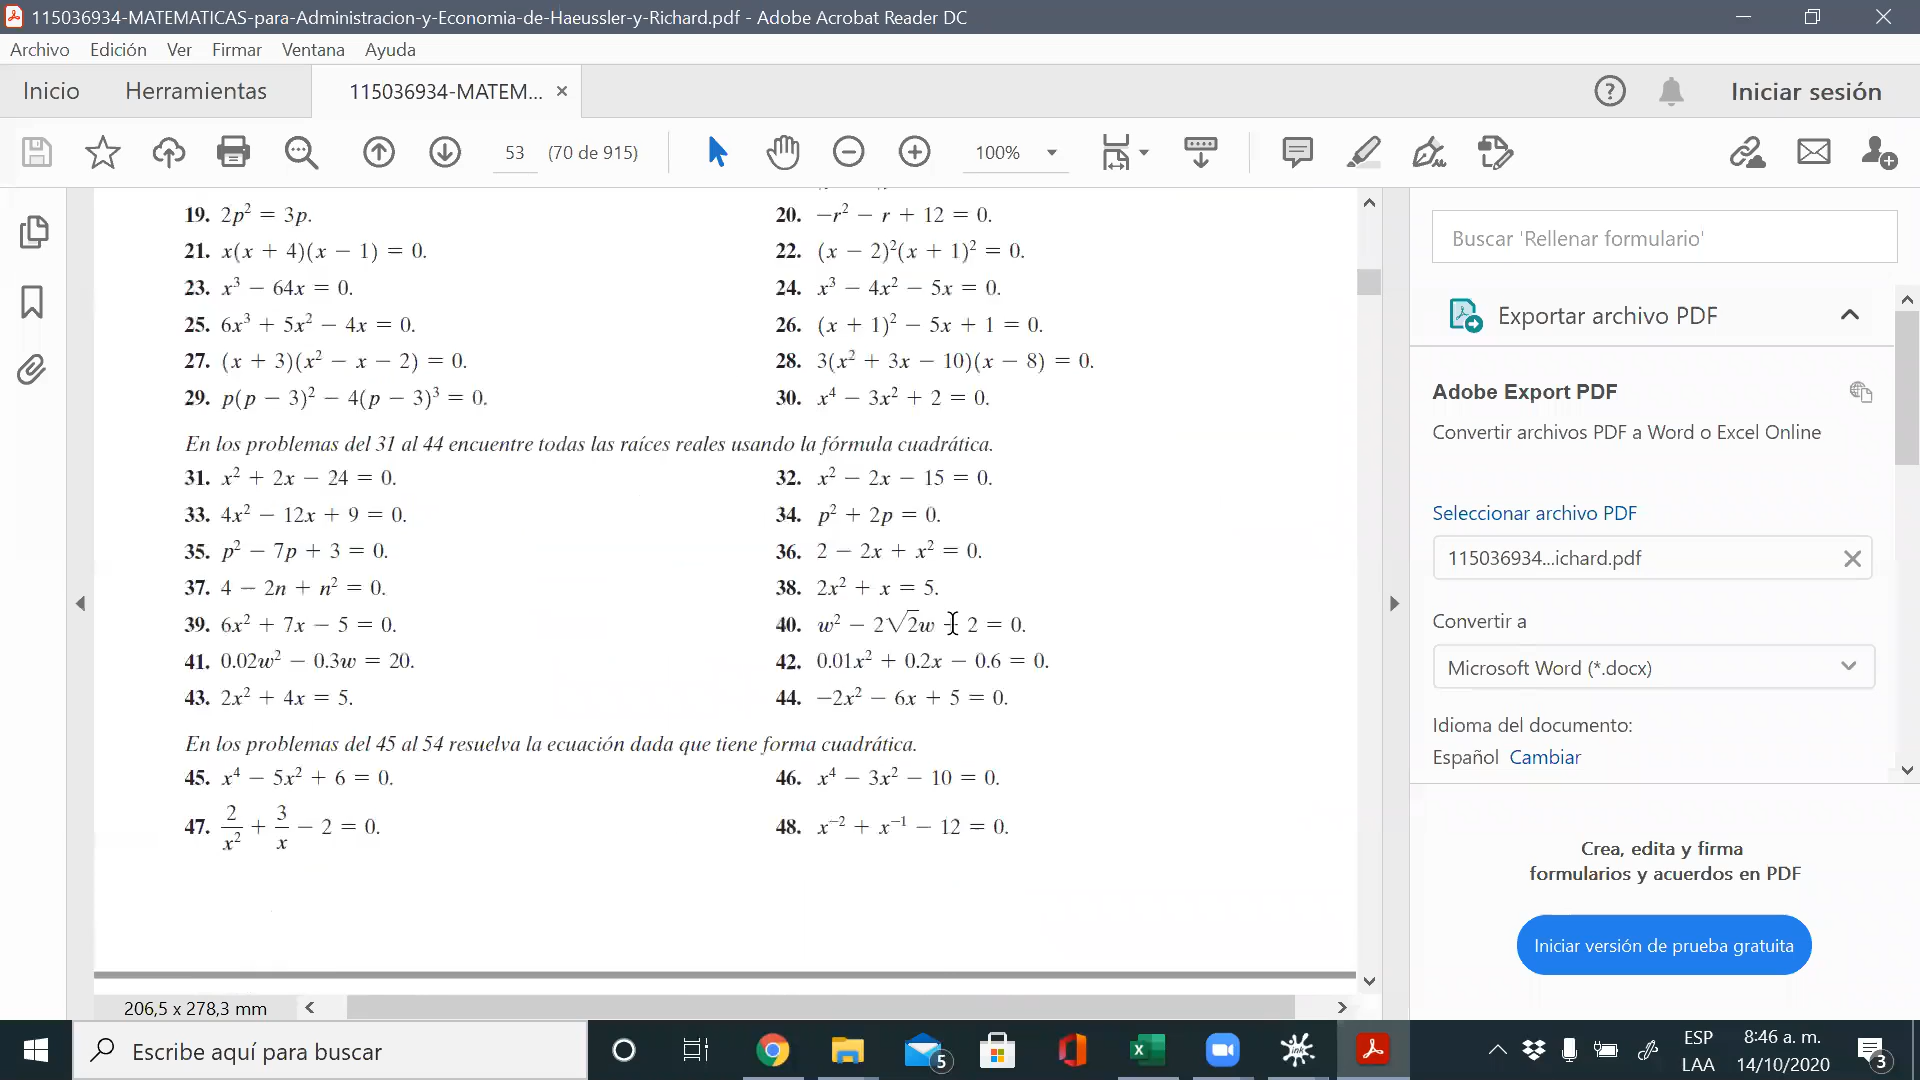 115036934-MATEMATICAS-para-Administracion-y-Economia-de-Haeussler-y-Richard.pdf - Adobe Acrobat Reader DC
Archivo Edición Ver Firmar Ventana Ayuda
Inicio Herramientas 115036934-MATEM... × Iniciar sesión
53 (70 de 915) 100%
19. 2p² = 3p. 20. −r² − r + 12 = 0.
21. x(x + 4)(x − 1) = 0. 22. (x − 2)²(x + 1)² = 0.
23. x³ − 64x = 0. 24. x³ − 4x² − 5x = 0.
25. 6x³ + 5x² − 4x = 0. 26. (x + 1)² − 5x + 1 = 0.
27. (x + 3)(x² − x − 2) = 0. 28. 3(x² + 3x − 10)(x − 8) = 0.
29. p(p − 3)² − 4(p − 3)³ = 0. 30. x⁴ − 3x² + 2 = 0.
En los problemas del 31 al 44 encuentre todas las raíces reales usando la fórmula cuadrática.
31. x² + 2x − 24 = 0. 32. x² − 2x − 15 = 0.
33. 4x² − 12x + 9 = 0. 34. p² + 2p = 0.
35. p² − 7p + 3 = 0. 36. 2 − 2x + x² = 0.
37. 4 − 2n + n² = 0. 38. 2x² + x = 5.
39. 6x² + 7x − 5 = 0. 40. w² − 2√2w 2 = 0.
41. 0.02w² − 0.3w = 20. 42. 0.01x² + 0.2x − 0.6 = 0.
43. 2x² + 4x = 5. 44. −2x² − 6x + 5 = 0.
En los problemas del 45 al 54 resuelva la ecuación dada que tiene forma cuadrática.
45. x⁴ − 5x² + 6 = 0. 46. x⁴ − 3x² − 10 = 0.
47. 2/x² + 3/x − 2 = 0. 48. x⁻² + x⁻¹ − 12 = 0.
206,5 x 278,3 mm
Buscar 'Rellenar formulario'
Exportar archivo PDF
Adobe Export PDF
Convertir archivos PDF a Word o Excel Online
Seleccionar archivo PDF
115036934...ichard.pdf
Convertir a
Microsoft Word (*.docx)
Idioma del documento:
Español Cambiar
Crea, edita y firma
formularios y acuerdos en PDF
Iniciar versión de prueba gratuita
Escribe aquí para buscar
5
ink
ESP
LAA
8:46 a. m.
14/10/2020
3